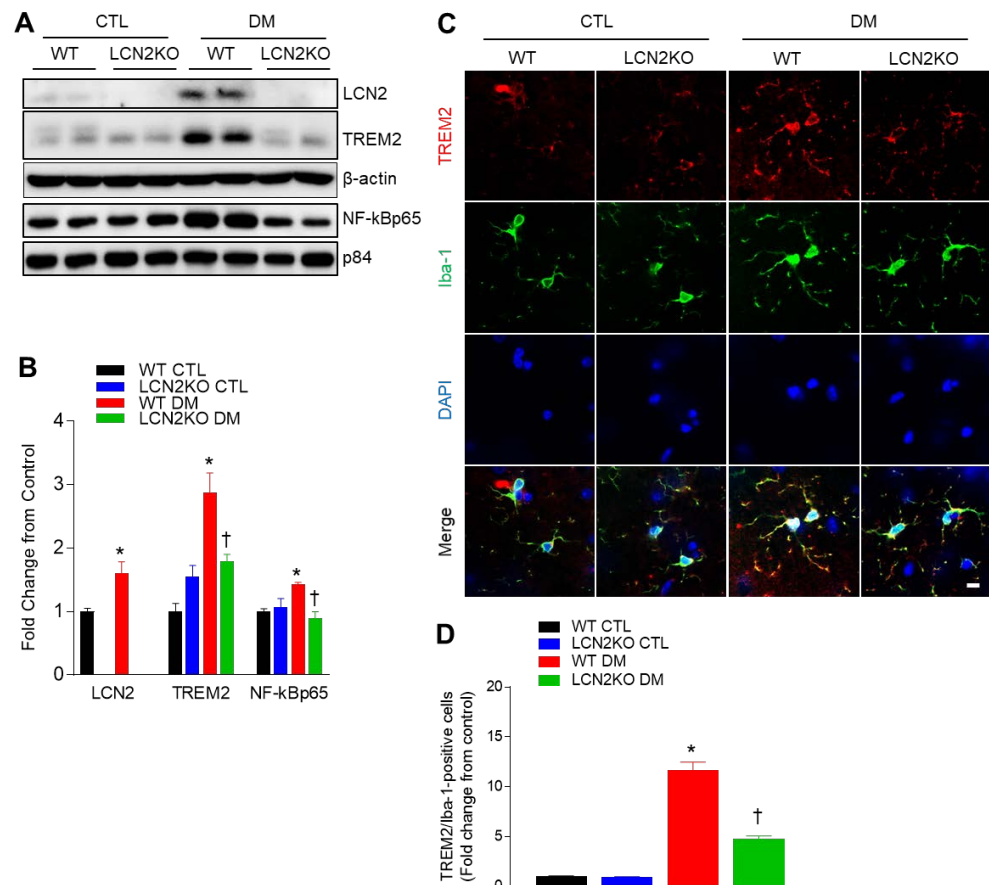 A
CTL DM
WT LCN2KO WT LCN2KO
LCN2
TREM2
β-actin
NF-kBp65
p84
B
WT CTL
LCN2KO CTL
WT DM
LCN2KO DM
Fold Change from Control
4
3
2
1
0
*
*
†
*
†
LCN2 TREM2 NF-kBp65
C
CTL DM
WT LCN2KO WT LCN2KO
TREM2
Iba-1
DAPI
Merge
D
WT CTL
LCN2KO CTL
WT DM
LCN2KO DM
TREM2/Iba-1-positive cells
(Fold change from control)
20
15
10
5
0
*
†